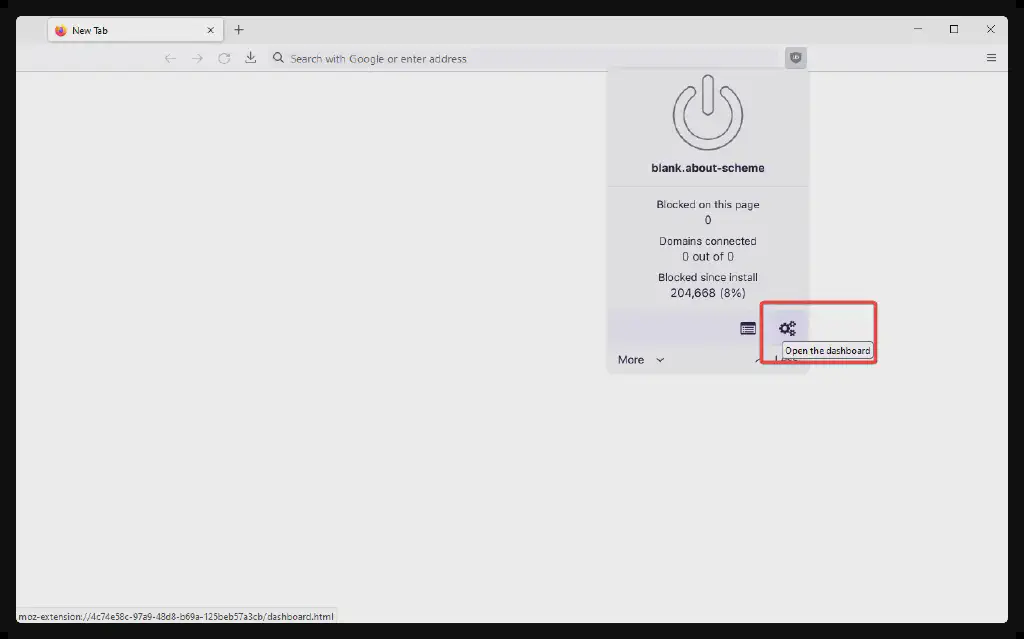 New Tab
Search with Google or enter address
blank.about-scheme
Blocked on this page
0
Domains connected
0 out of 0
Blocked since install
204,668 (8%)
Open the dashboard
More
moz-extension://4c74e58c-97a9-48d8-b69a-125beb57a3cb/dashboard.html